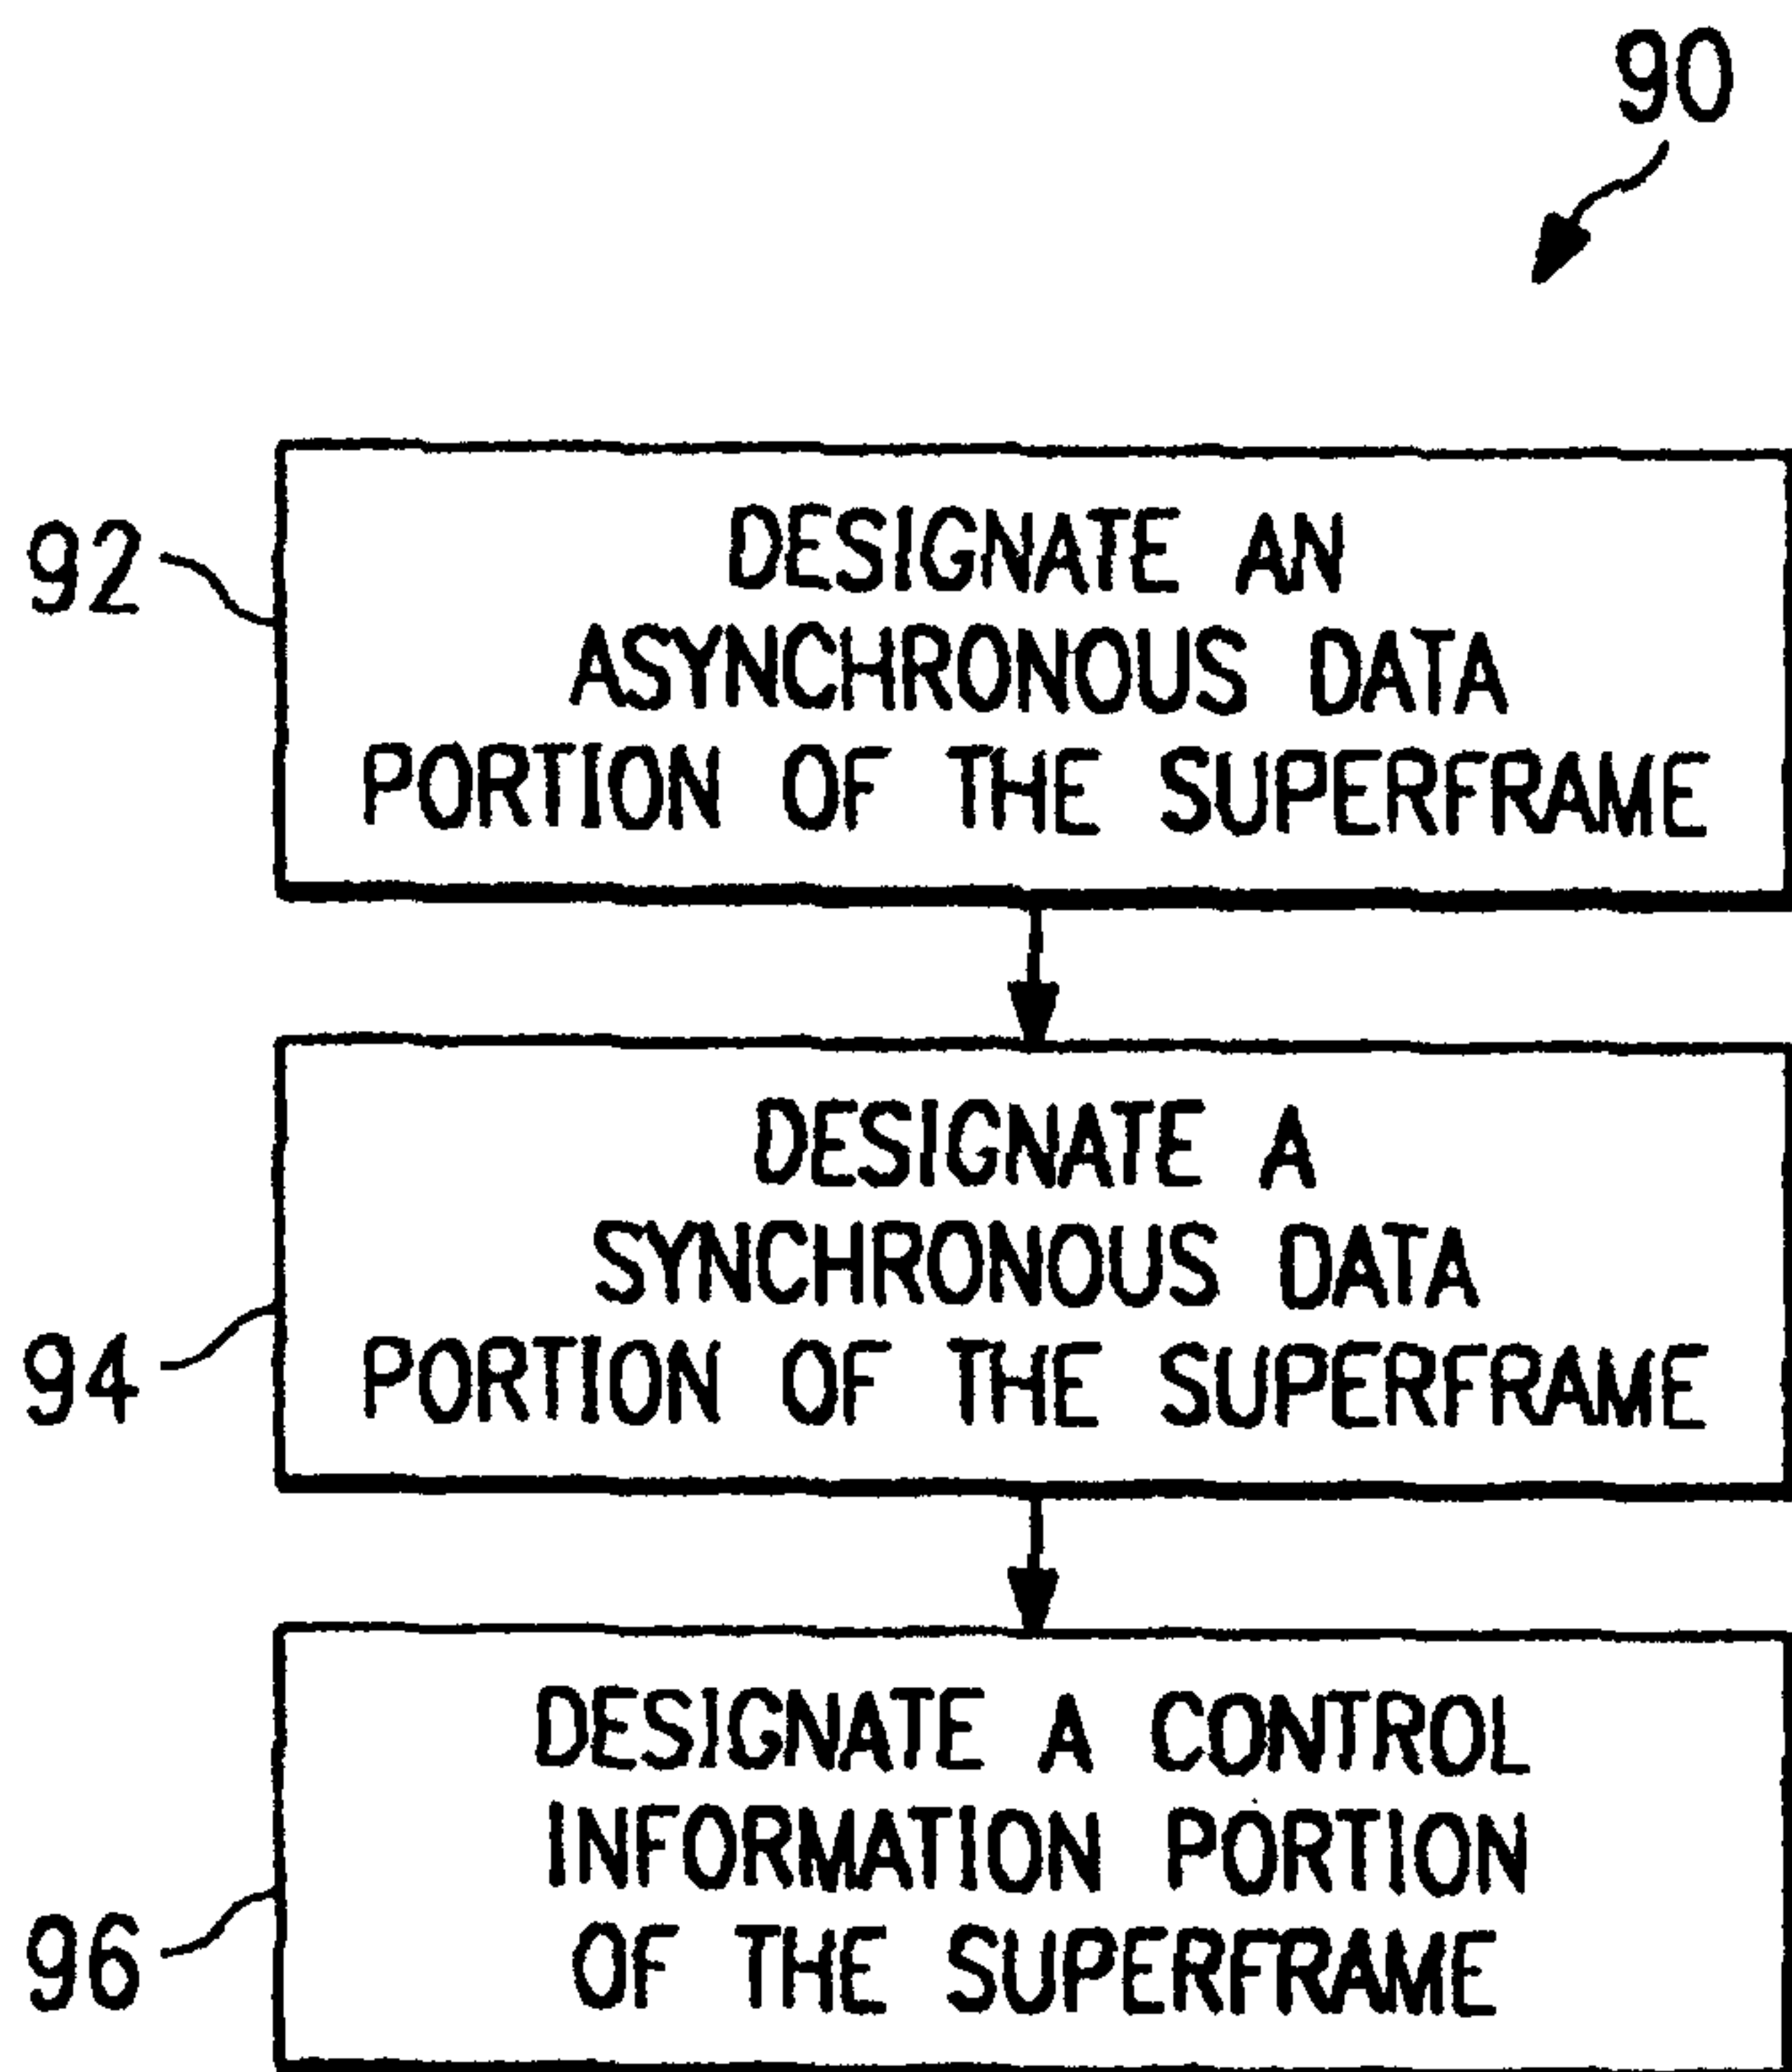 90
92
DESIGNATE AN
ASYNCHRONOUS DATA
PORTION OF THE SUPERFRAME
94
DESIGNATE A
SYNCHRONOUS DATA
PORTION OF THE SUPERFRAME
96
DESIGNATE A CONTROL
INFORMATION PORTION
OF THE SUPERFRAME